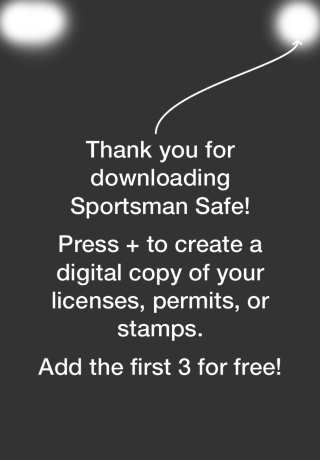 Thank you for
downloading
Sportsman Safe!
Press + to create a
digital copy of your
licenses, permits, or
stamps.
Add the first 3 for free!